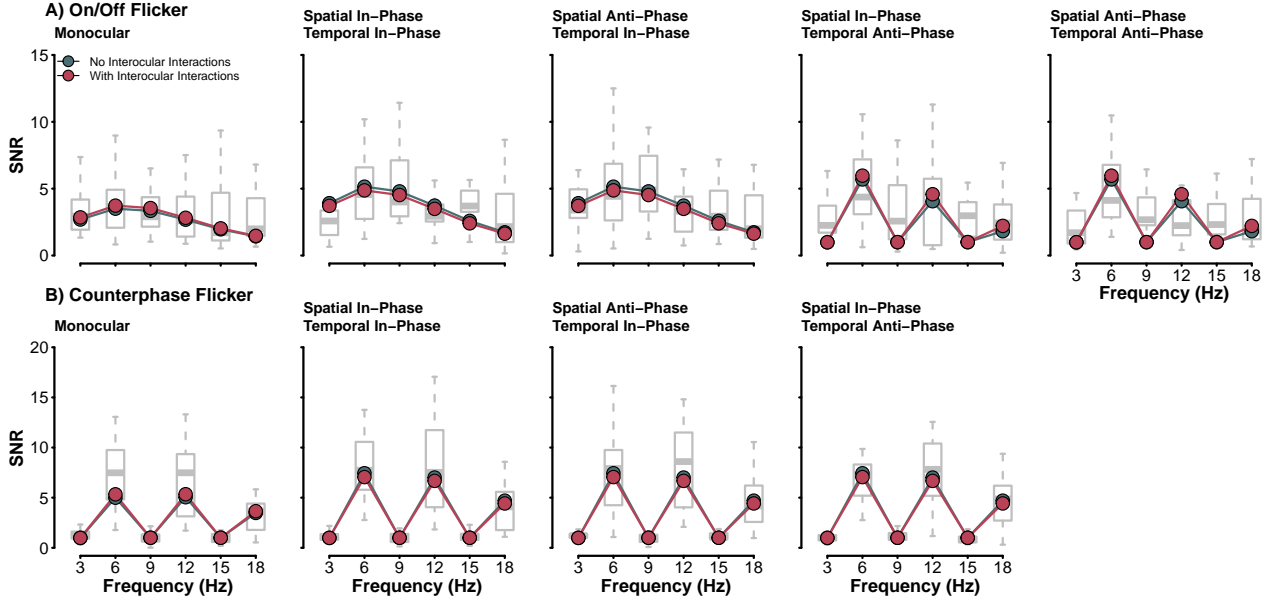 A) On/Off Flicker
Monocular
Spatial In−Phase
Temporal In−Phase
Spatial Anti−Phase
Temporal In−Phase
Spatial In−Phase
Temporal Anti−Phase
Spatial Anti−Phase
Temporal Anti−Phase
No Interocular Interactions
With Interocular Interactions
SNR
15
10
5
0
3 6 9 12 15 18
Frequency (Hz)
B) Counterphase Flicker
Monocular
Spatial In−Phase
Temporal In−Phase
Spatial Anti−Phase
Temporal In−Phase
Spatial In−Phase
Temporal Anti−Phase
SNR
20
15
10
5
0
3 6 9 12 15 18
Frequency (Hz)
3 6 9 12 15 18
Frequency (Hz)
3 6 9 12 15 18
Frequency (Hz)
3 6 9 12 15 18
Frequency (Hz)